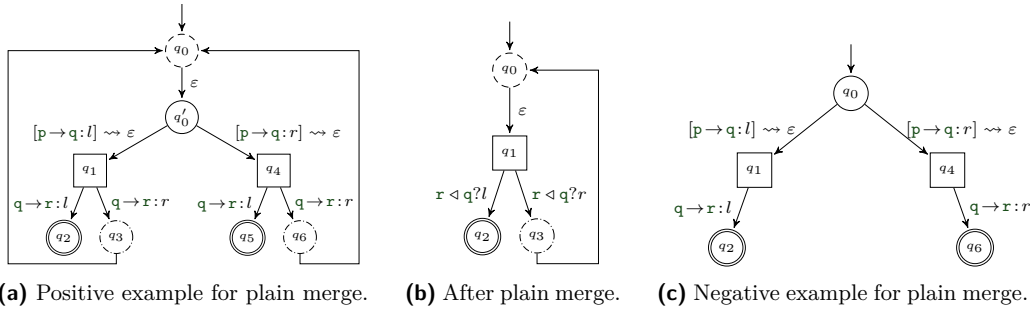 q₀
ε
q₀′
[p→q:l] ⇝ ε [p→q:r] ⇝ ε
q₁ q₄
q→r:l q→r:r q→r:l q→r:r
q₂ q₃ q₅ q₆
(a) Positive example for plain merge.
q₀
ε
q₁
r◁q?l r◁q?r
q₂ q₃
(b) After plain merge.
q₀
[p→q:l] ⇝ ε [p→q:r] ⇝ ε
q₁ q₄
q→r:l q→r:r
q₂ q₆
(c) Negative example for plain merge.